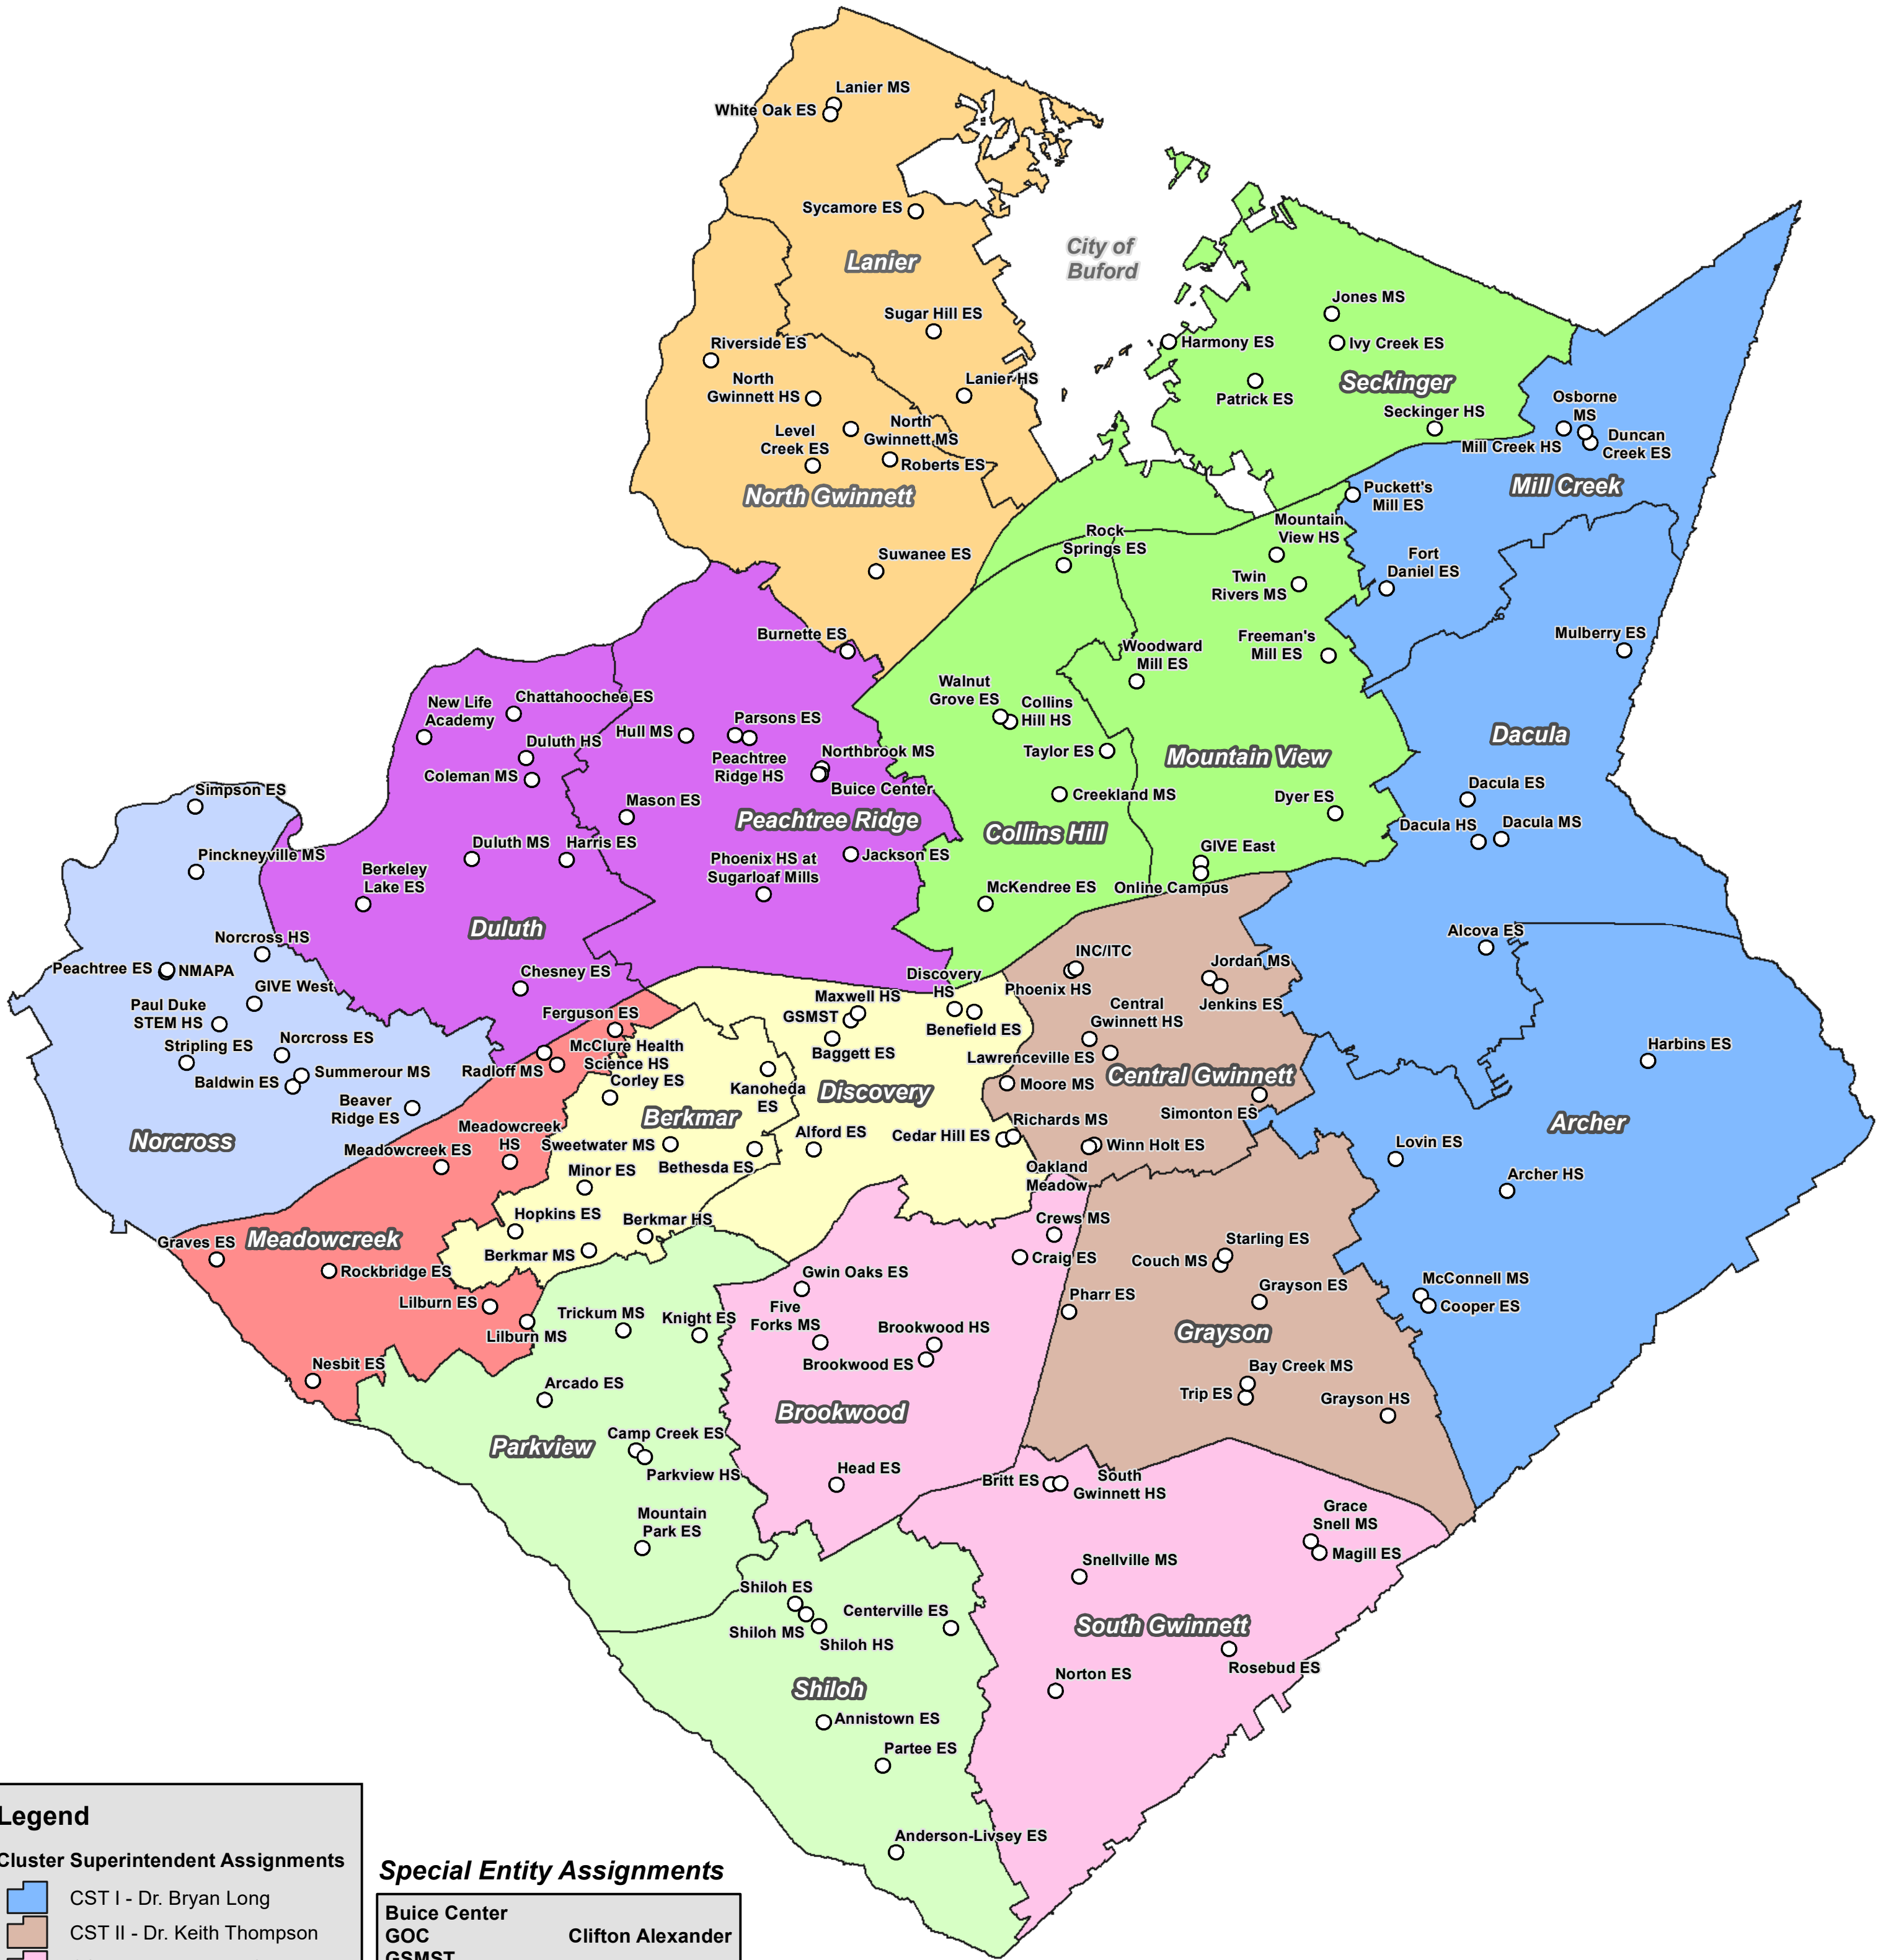 Lanier MS
White Oak ES
Sycamore ES
Lanier
City of
Buford
Sugar Hill ES
Riverside ES
North
Gwinnett HS
Lanier HS
North
Gwinnett MS
Level
Creek ES
Roberts ES
North Gwinnett
Suwanee ES
Jones MS
Harmony ES
Ivy Creek ES
Patrick ES
Seckinger
Seckinger HS
Osborne
MS
Mill Creek HS
Duncan
Creek ES
Mill Creek
Puckett's
Mill ES
Fort
Daniel ES
Rock
Springs ES
Mountain
View HS
Twin
Rivers MS
Freeman's
Mill ES
Woodward
Mill ES
Mulberry ES
Burnette ES
Walnut
Grove ES
Collins
Hill HS
Taylor ES
Mountain View
Creekland MS
Dyer ES
Collins Hill
GIVE East
Online Campus
McKendree ES
Dacula
Dacula ES
Dacula HS
Dacula MS
New Life
Academy
Chattahoochee ES
Duluth HS
Coleman MS
Hull MS
Parsons ES
Peachtree
Ridge HS
Northbrook MS
Buice Center
Mason ES
Peachtree Ridge
Jackson ES
Phoenix HS at
Sugarloaf Mills
Duluth MS
Harris ES
Berkeley
Lake ES
Duluth
Chesney ES
Simpson ES
Pinckneyville MS
Norcross HS
Peachtree ES
NMAPA
GIVE West
Paul Duke
STEM HS
Stripling ES
Norcross ES
Summerour MS
Baldwin ES
Beaver
Ridge ES
Norcross
Ferguson ES
McClure Health
Science HS
Radloff MS
Corley ES
Meadowcreek
HS
Meadowcreek ES
Meadowcreek
Graves ES
Rockbridge ES
Lilburn ES
Lilburn MS
Nesbit ES
Kanoheda
ES
Berkmar
Sweetwater MS
Bethesda ES
Minor ES
Hopkins ES
Berkmar HS
Berkmar MS
Discovery
HS
Maxwell HS
GSMST
Benefield ES
Baggett ES
Discovery
Alford ES
Cedar Hill ES
Richards MS
INC/ITC
Phoenix HS
Jordan MS
Jenkins ES
Central
Gwinnett HS
Lawrenceville ES
Moore MS
Central Gwinnett
Simonton ES
Winn Holt ES
Oakland
Meadow
Alcova ES
Harbins ES
Archer
Lovin ES
Archer HS
McConnell MS
Cooper ES
Crews MS
Craig ES
Gwin Oaks ES
Five
Forks MS
Brookwood HS
Brookwood ES
Brookwood
Head ES
Starling ES
Couch MS
Grayson ES
Pharr ES
Grayson
Bay Creek MS
Trip ES
Grayson HS
Trickum MS
Knight ES
Arcado ES
Camp Creek ES
Parkview
Parkview HS
Mountain
Park ES
Britt ES
South
Gwinnett HS
Grace
Snell MS
Magill ES
Snellville MS
South Gwinnett
Rosebud ES
Norton ES
Shiloh ES
Shiloh MS
Shiloh HS
Centerville ES
Shiloh
Annistown ES
Partee ES
Anderson-Livsey ES
Legend
Cluster Superintendent Assignments
CST I - Dr. Bryan Long
CST II - Dr. Keith Thompson
Special Entity Assignments
Buice Center
GOC Clifton Alexander
GSMST